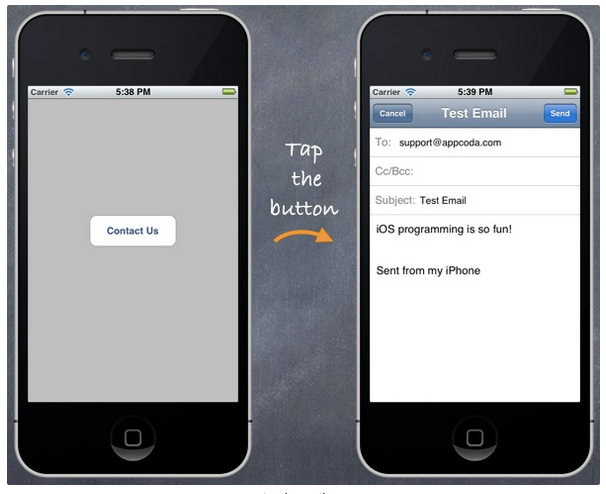 Carrier 5:38 PM
Contact Us
Tap
the
button
Carrier 5:39 PM
Cancel Test Email Send
To: support@appcoda.com
Cc/Bcc:
Subject: Test Email
iOS programming is so fun!
Sent from my iPhone